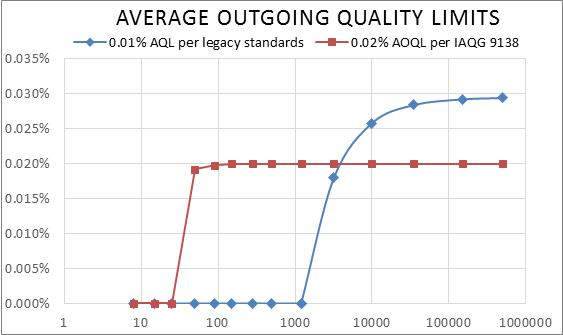 AVERAGE OUTGOING QUALITY LIMITS
0.01% AQL per legacy standards 0.02% AOQL per IAQG 9138
0.035%
0.030%
0.025%
0.020%
0.015%
0.010%
0.005%
0.000%
1 10 100 1000 10000 100000 1000000